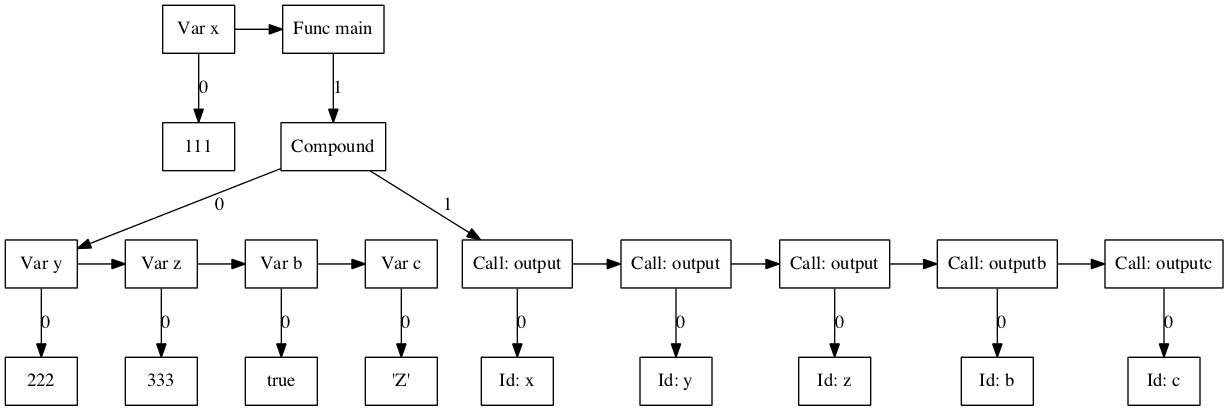 Var x
Func main
0
1
111
Compound
0
1
Var y
Var z
Var b
Var c
Call: output
Call: output
Call: output
Call: outputb
Call: outputc
0
0
0
0
0
0
0
0
0
222
333
true
'Z'
Id: x
Id: y
Id: z
Id: b
Id: c